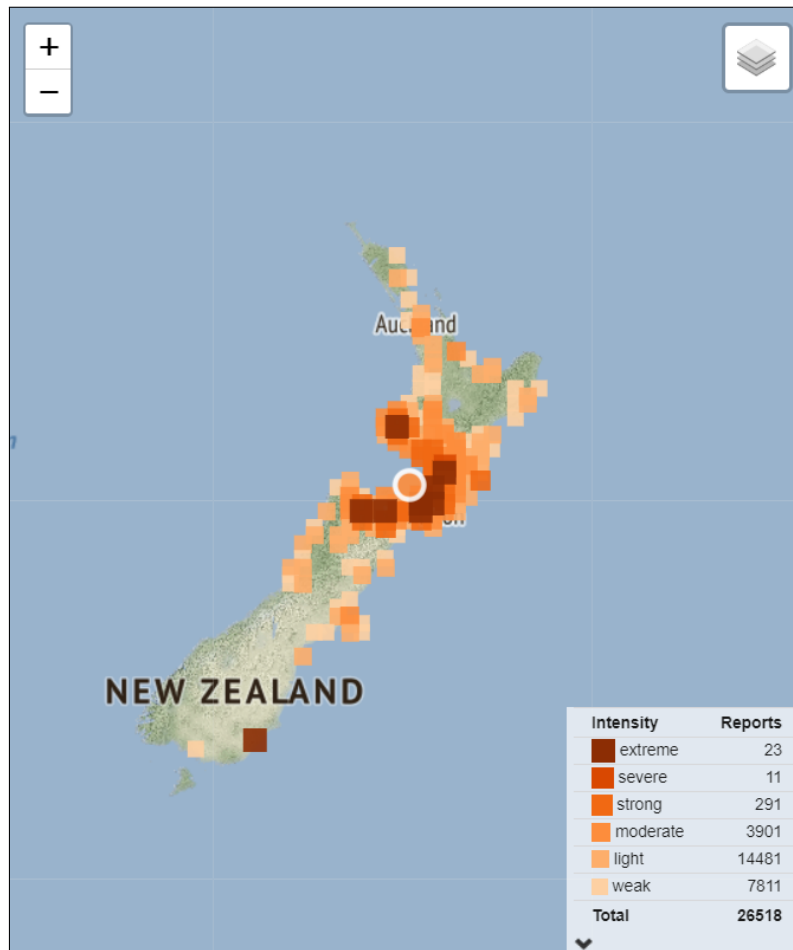 +
−
Auckland
NEW ZEALAND
Intensity Reports
extreme 23
severe 11
strong 291
moderate 3901
light 14481
weak 7811
Total 26518